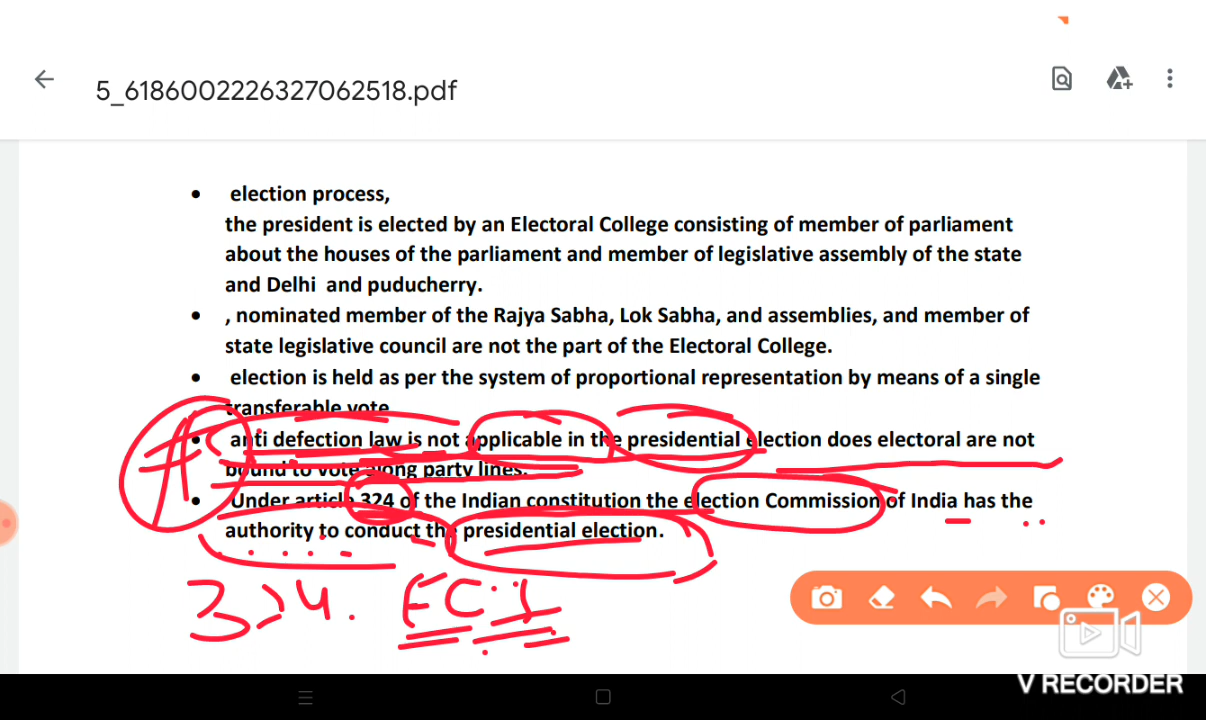 5_6186002226327062518.pdf
• election process,
the president is elected by an Electoral College consisting of member of parliament
about the houses of the parliament and member of legislative assembly of the state
and Delhi and puducherry.
• , nominated member of the Rajya Sabha, Lok Sabha, and assemblies, and member of
state legislative council are not the part of the Electoral College.
• election is held as per the system of proportional representation by means of a single
transferable vote
• anti defection law is not applicable in the presidential election does electoral are not
bound to vote along party lines.
• Under article 324 of the Indian constitution the election Commission of India has the
authority to conduct the presidential election.
324. ECI
V RECORDER